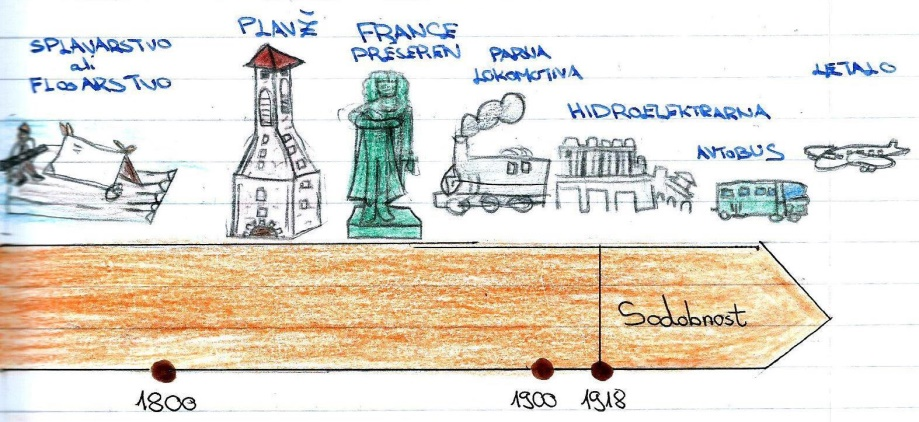 SPLAVARSTVO
ali
FLOSARSTVO
PLAVŽ
FRANCE
PREŠEREN
PARNA
LOKOMOTIVA
HIDROELEKTRARNA
AVTOBUS
LETALO
Sodobnost
1800
1900
1918